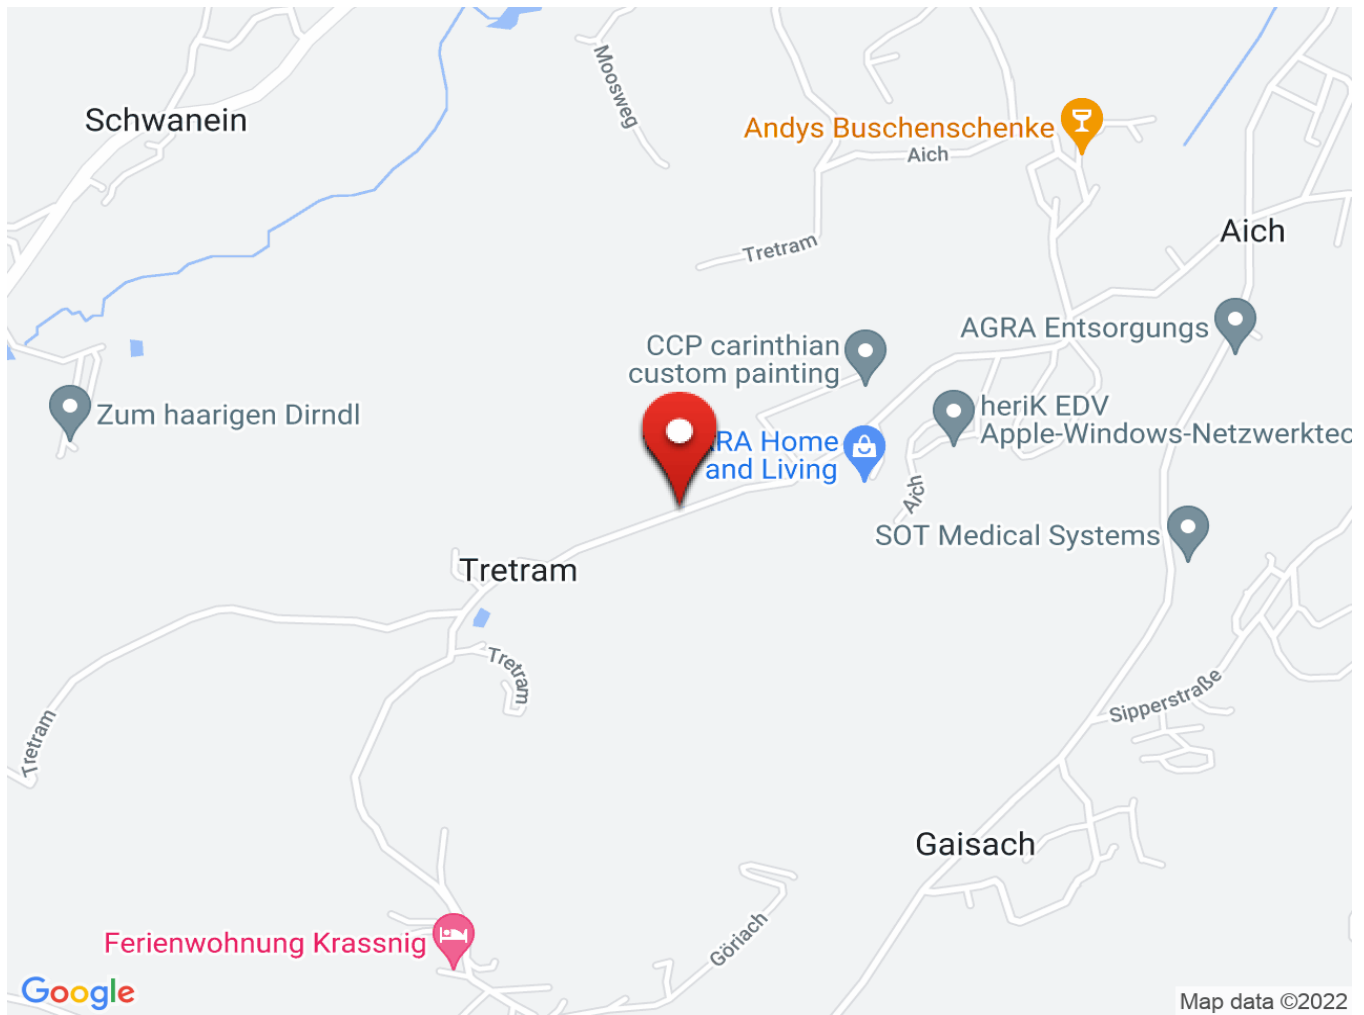 Moosweg
Schwanein
Andys Buschenschenke
Aich
Aich
Tretram
AGRA Entsorgungs
CCP carinthian
custom painting
Zum haarigen Dirndl
heriK EDV
Apple-Windows-Netzwerktec
RA Home
and Living
Aich
SOT Medical Systems
Tretram
Tretram
Sipperstraße
Tretram
Gaisach
Göriach
Ferienwohnung Krassnig
Google
Map data ©2022